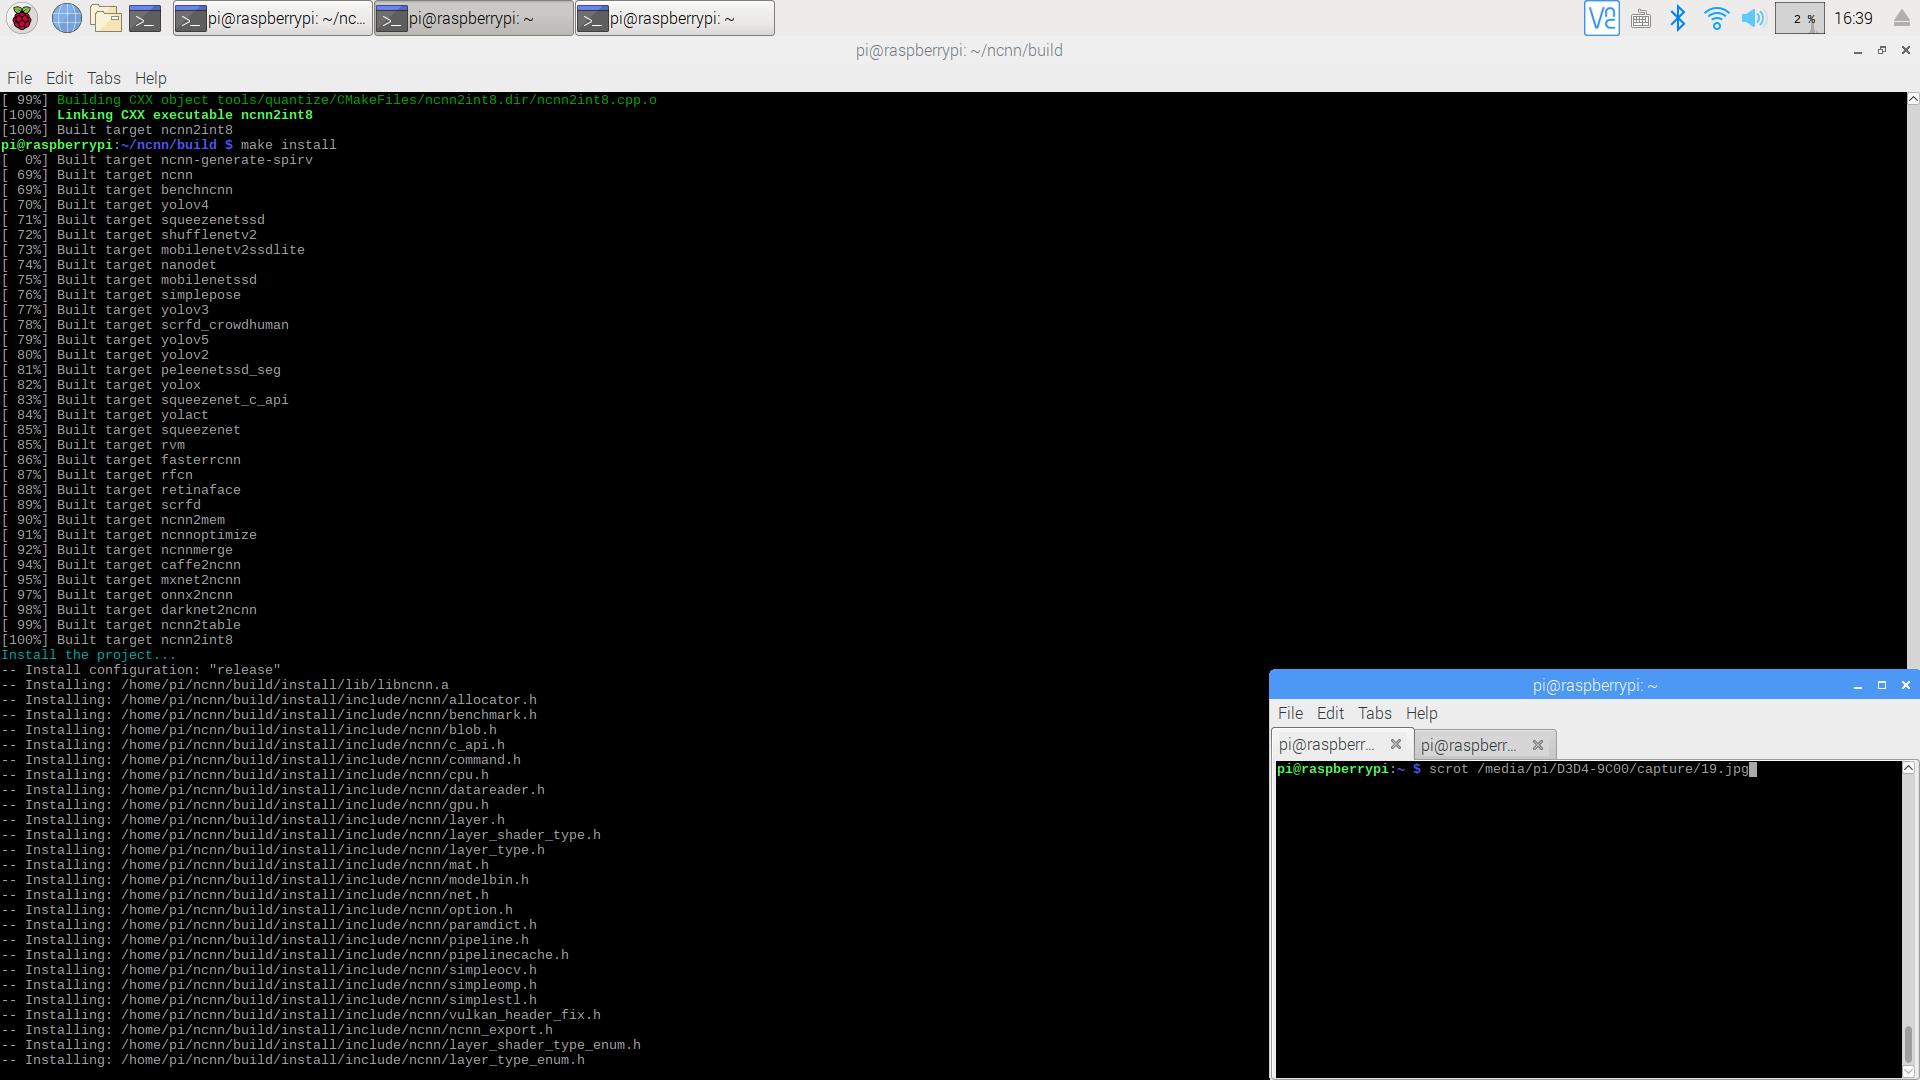 pi@raspberrypi: ~/nc...
pi@raspberrypi: ~
pi@raspberrypi: ~
2 %
16:39
pi@raspberrypi: ~/ncnn/build
File Edit Tabs Help
[ 99%] Building CXX object tools/quantize/CMakeFiles/ncnn2int8.dir/ncnn2int8.cpp.o
[100%] Linking CXX executable ncnn2int8
[100%] Built target ncnn2int8
pi@raspberrypi:~/ncnn/build $ make install
[  0%] Built target ncnn-generate-spirv
[ 69%] Built target ncnn
[ 69%] Built target benchncnn
[ 70%] Built target yolov4
[ 71%] Built target squeezenetssd
[ 72%] Built target shufflenetv2
[ 73%] Built target mobilenetv2ssdlite
[ 74%] Built target nanodet
[ 75%] Built target mobilenetssd
[ 76%] Built target simplepose
[ 77%] Built target yolov3
[ 78%] Built target scrfd_crowdhuman
[ 79%] Built target yolov5
[ 80%] Built target yolov2
[ 81%] Built target peleenetssd_seg
[ 82%] Built target yolox
[ 83%] Built target squeezenet_c_api
[ 84%] Built target yolact
[ 85%] Built target squeezenet
[ 85%] Built target rvm
[ 86%] Built target fasterrcnn
[ 87%] Built target rfcn
[ 88%] Built target retinaface
[ 89%] Built target scrfd
[ 90%] Built target ncnn2mem
[ 91%] Built target ncnnoptimize
[ 92%] Built target ncnnmerge
[ 94%] Built target caffe2ncnn
[ 95%] Built target mxnet2ncnn
[ 97%] Built target onnx2ncnn
[ 98%] Built target darknet2ncnn
[ 99%] Built target ncnn2table
[100%] Built target ncnn2int8
Install the project...
-- Install configuration: "release"
-- Installing: /home/pi/ncnn/build/install/lib/libncnn.a
-- Installing: /home/pi/ncnn/build/install/include/ncnn/allocator.h
-- Installing: /home/pi/ncnn/build/install/include/ncnn/benchmark.h
-- Installing: /home/pi/ncnn/build/install/include/ncnn/blob.h
-- Installing: /home/pi/ncnn/build/install/include/ncnn/c_api.h
-- Installing: /home/pi/ncnn/build/install/include/ncnn/command.h
-- Installing: /home/pi/ncnn/build/install/include/ncnn/cpu.h
-- Installing: /home/pi/ncnn/build/install/include/ncnn/datareader.h
-- Installing: /home/pi/ncnn/build/install/include/ncnn/gpu.h
-- Installing: /home/pi/ncnn/build/install/include/ncnn/layer.h
-- Installing: /home/pi/ncnn/build/install/include/ncnn/layer_shader_type.h
-- Installing: /home/pi/ncnn/build/install/include/ncnn/layer_type.h
-- Installing: /home/pi/ncnn/build/install/include/ncnn/mat.h
-- Installing: /home/pi/ncnn/build/install/include/ncnn/modelbin.h
-- Installing: /home/pi/ncnn/build/install/include/ncnn/net.h
-- Installing: /home/pi/ncnn/build/install/include/ncnn/option.h
-- Installing: /home/pi/ncnn/build/install/include/ncnn/paramdict.h
-- Installing: /home/pi/ncnn/build/install/include/ncnn/pipeline.h
-- Installing: /home/pi/ncnn/build/install/include/ncnn/pipelinecache.h
-- Installing: /home/pi/ncnn/build/install/include/ncnn/simpleocv.h
-- Installing: /home/pi/ncnn/build/install/include/ncnn/simpleomp.h
-- Installing: /home/pi/ncnn/build/install/include/ncnn/simplestl.h
-- Installing: /home/pi/ncnn/build/install/include/ncnn/vulkan_header_fix.h
-- Installing: /home/pi/ncnn/build/install/include/ncnn/ncnn_export.h
-- Installing: /home/pi/ncnn/build/install/include/ncnn/layer_shader_type_enum.h
-- Installing: /home/pi/ncnn/build/install/include/ncnn/layer_type_enum.h
pi@raspberrypi: ~
File Edit Tabs Help
pi@raspberr...
pi@raspberr...
pi@raspberrypi:~ $ scrot /media/pi/D3D4-9C00/capture/19.jpg